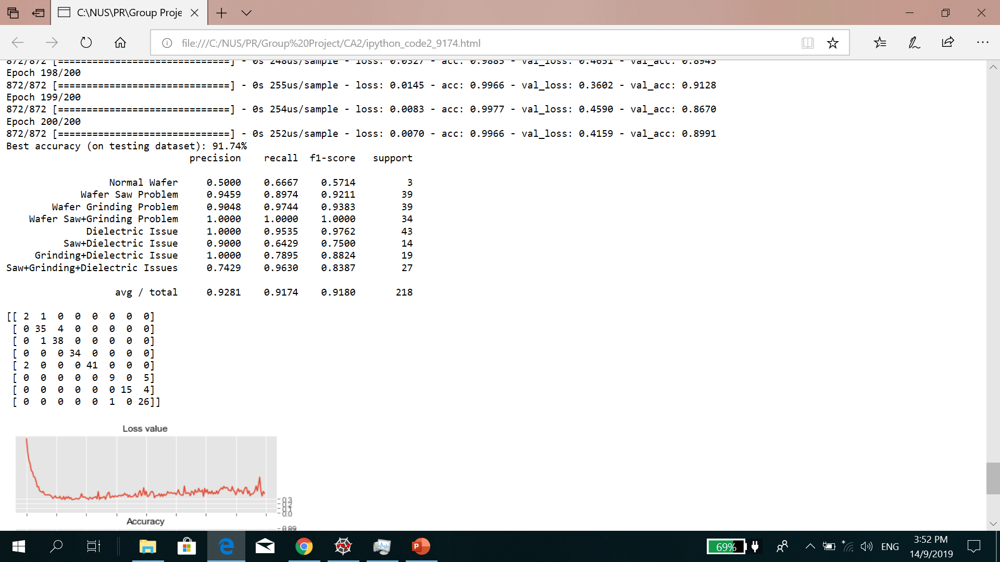 C:\NUS\PR\Group Proje
file:///C:/NUS/PR/Group%20Project/CA2/ipython_code2_9174.html
872/872 [==============================] - 0s 248us/sample - loss: 0.0327 - acc: 0.9885 - val_loss: 0.4651 - val_acc: 0.8945
Epoch 198/200
872/872 [==============================] - 0s 255us/sample - loss: 0.0145 - acc: 0.9966 - val_loss: 0.3602 - val_acc: 0.9128
Epoch 199/200
872/872 [==============================] - 0s 254us/sample - loss: 0.0083 - acc: 0.9977 - val_loss: 0.4590 - val_acc: 0.8670
Epoch 200/200
872/872 [==============================] - 0s 252us/sample - loss: 0.0070 - acc: 0.9966 - val_loss: 0.4159 - val_acc: 0.8991
Best accuracy (on testing dataset): 91.74%
precision recall f1-score support
Normal Wafer 0.5000 0.6667 0.5714 3
Wafer Saw Problem 0.9459 0.8974 0.9211 39
Wafer Grinding Problem 0.9048 0.9744 0.9383 39
Wafer Saw+Grinding Problem 1.0000 1.0000 1.0000 34
Dielectric Issue 1.0000 0.9535 0.9762 43
Saw+Dielectric Issue 0.9000 0.6429 0.7500 14
Grinding+Dielectric Issue 1.0000 0.7895 0.8824 19
Saw+Grinding+Dielectric Issues 0.7429 0.9630 0.8387 27
avg / total 0.9281 0.9174 0.9180 218
[[ 2 1 0 0 0 0 0 0]
[ 0 35 4 0 0 0 0 0]
[ 0 1 38 0 0 0 0 0]
[ 0 0 0 34 0 0 0 0]
[ 2 0 0 0 41 0 0 0]
[ 0 0 0 0 0 9 0 5]
[ 0 0 0 0 0 0 15 4]
[ 0 0 0 0 0 1 0 26]]
Loss value
0.3
0.2
0.1
0.0
Accuracy
69%
ENG
3:52 PM
14/9/2019